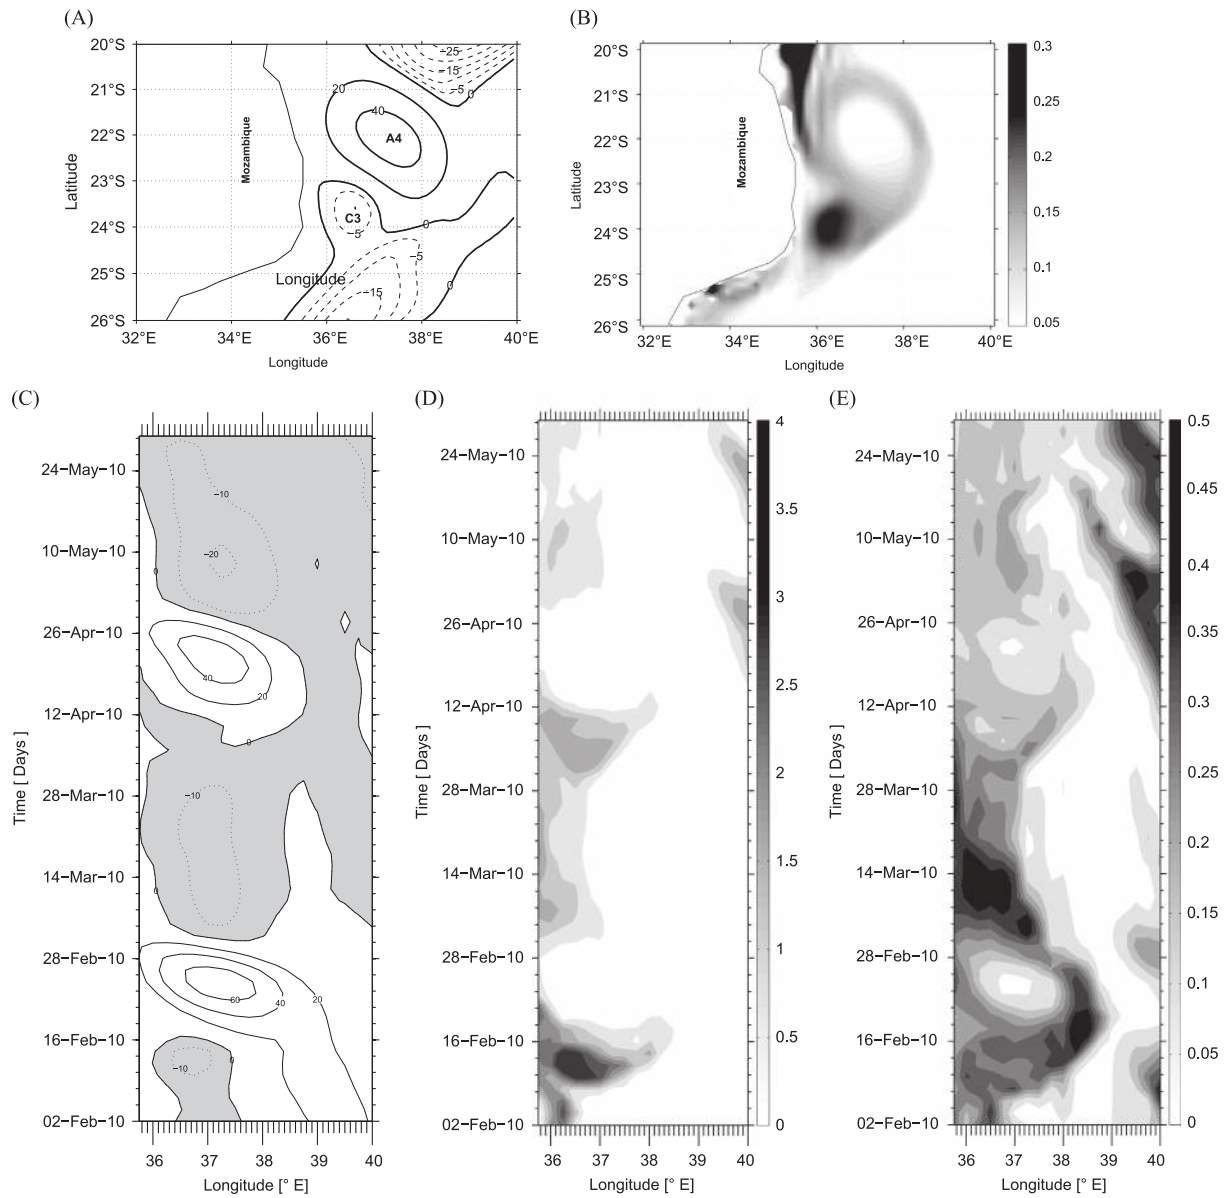 (A)
20°S
21°S
22°S
23°S
24°S
25°S
26°S
Latitude
Mozambique
−25
−15
−5
0
20
40
A4
C3
−5
0
−5
−15
0
Longitude
32°E
34°E
36°E
38°E
40°E
Longitude
(B)
20°S
21°S
22°S
23°S
24°S
25°S
26°S
Latitude
Mozambique
32°E
34°E
36°E
38°E
40°E
Longitude
0.3
0.25
0.2
0.15
0.1
0.05
(C)
24−May−10
10−May−10
26−Apr−10
12−Apr−10
28−Mar−10
14−Mar−10
28−Feb−10
16−Feb−10
02−Feb−10
Time [ Days ]
−10
−20
0
40
20
0
−10
0
60
40
20
−10
0
36
37
38
39
40
Longitude [° E]
(D)
24−May−10
10−May−10
26−Apr−10
12−Apr−10
28−Mar−10
14−Mar−10
28−Feb−10
16−Feb−10
02−Feb−10
Time [ Days ]
36
37
38
39
40
Longitude [° E]
4
3.5
3
2.5
2
1.5
1
0.5
0
(E)
24−May−10
10−May−10
26−Apr−10
12−Apr−10
28−Mar−10
14−Mar−10
28−Feb−10
16−Feb−10
02−Feb−10
Time [ Days ]
36
37
38
39
40
Longitude [° E]
0.5
0.45
0.4
0.35
0.3
0.25
0.2
0.15
0.1
0.05
0